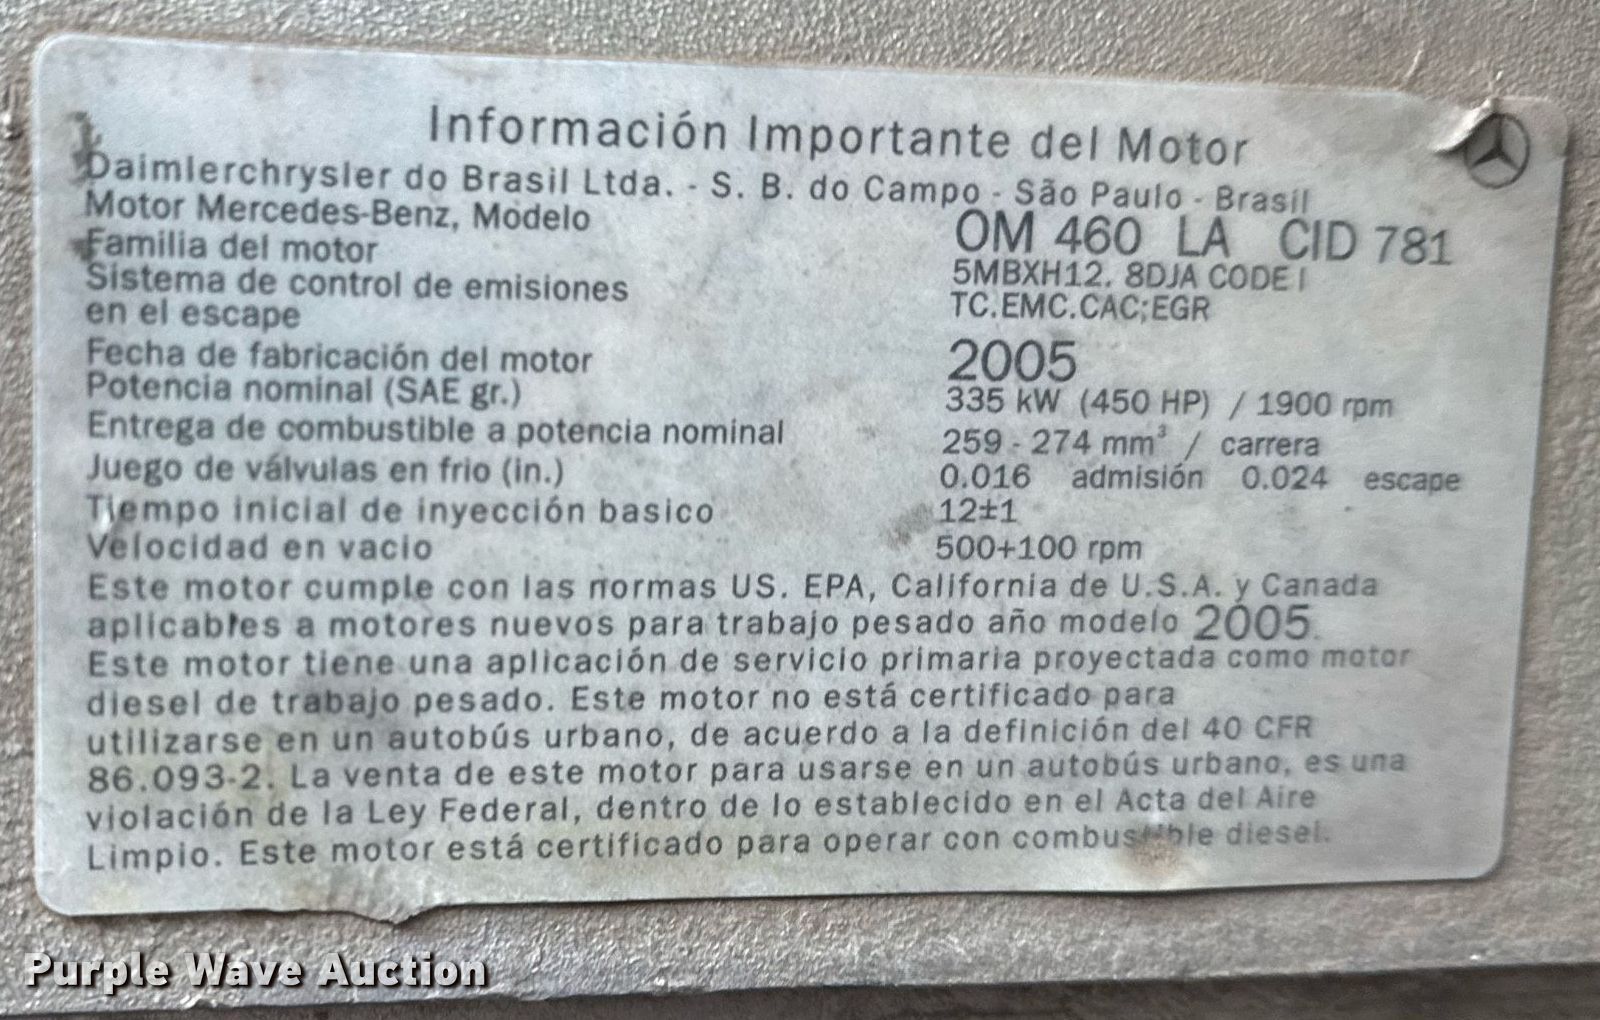 Información Importante del Motor
Daimlerchrysler do Brasil Ltda. - S. B. do Campo - São Paulo - Brasil
Motor Mercedes-Benz, Modelo OM 460 LA CID 781
Familia del motor 5MBXH12. 8DJA CODE I
Sistema de control de emisiones TC.EMC.CAC;EGR
en el escape
Fecha de fabricación del motor 2005
Potencia nominal (SAE gr.) 335 kW (450 HP) / 1900 rpm
Entrega de combustible a potencia nominal 259 - 274 mm³ / carrera
Juego de válvulas en frio (in.) 0.016 admisión 0.024 escape
Tiempo inicial de inyección basico 12±1
Velocidad en vacio 500+100 rpm
Este motor cumple con las normas US. EPA, California de U.S.A. y Canada
aplicables a motores nuevos para trabajo pesado año modelo 2005.
Este motor tiene una aplicación de servicio primaria proyectada como motor
diesel de trabajo pesado. Este motor no está certificado para
utilizarse en un autobús urbano, de acuerdo a la definición del 40 CFR
86.093-2. La venta de este motor para usarse en un autobús urbano, es una
violación de la Ley Federal, dentro de lo establecido en el Acta del Aire
Limpio. Este motor está certificado para operar con combustible diesel.
Purple Wave Auction